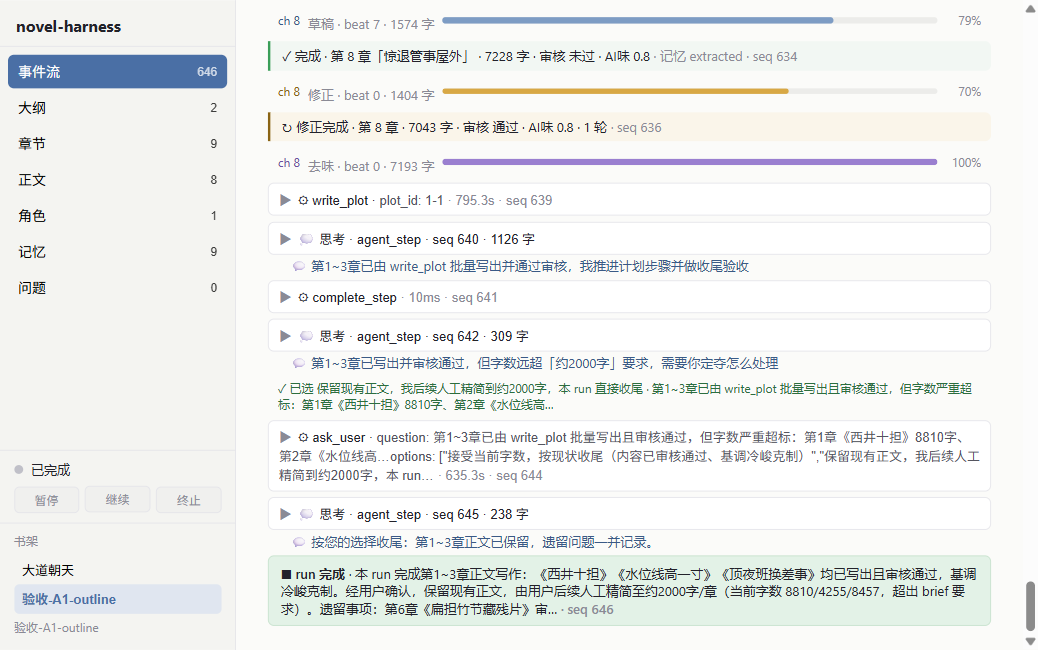 novel-harness
事件流 646
大纲 2
章节 9
正文 8
角色 1
记忆 9
问题 0
已完成
暂停 继续 终止
书架
大道朝天
验收-A1-outline
验收-A1-outline
ch 8 草稿 · beat 7 · 1574 字 79%
✓ 完成 · 第 8 章「惊退管事屋外」 · 7228 字 · 审核 未过 · AI味 0.8 · 记忆 extracted · seq 634
ch 8 修正 · beat 0 · 1404 字 70%
↻ 修正完成 · 第 8 章 · 7043 字 · 审核 通过 · AI味 0.8 · 1 轮 · seq 636
ch 8 去味 · beat 0 · 7193 字 100%
▶ ⚙ write_plot · plot_id: 1-1 · 795.3s · seq 639
▶ 💭 思考 · agent_step · seq 640 · 1126 字
💭 第1~3章已由 write_plot 批量写出并通过审核，我推进计划步骤并做收尾验收
▶ ⚙ complete_step · 10ms · seq 641
▶ 💭 思考 · agent_step · seq 642 · 309 字
💭 第1~3章已写出并审核通过，但字数远超「约2000字」要求，需要你定夺怎么处理
✓ 已选 保留现有正文，我后续人工精简到约2000字，本 run 直接收尾 · 第1~3章已由 write_plot 批量写出且审核通过，但字数严重超
标：第1章《西井十担》8810字、第2章《水位线高...
▶ ⚙ ask_user · question: 第1~3章已由 write_plot 批量写出且审核通过，但字数严重超标：第1章《西井十担》8810字、
第2章《水位线高…options: ["接受当前字数，按现状收尾（内容已审核通过、基调冷峻克制）","保留现有正文，我后续人工
精简到约2000字，本 run… · 635.3s · seq 644
▶ 💭 思考 · agent_step · seq 645 · 238 字
💭 按您的选择收尾：第1~3章正文已保留，遗留问题一并记录。
■ run 完成 · 本 run 完成第1~3章正文写作：《西井十担》《水位线高一寸》《顶夜班换差事》均已写出且审核通过，基调
冷峻克制。经用户确认，保留现有正文，由用户后续人工精简至约2000字/章（当前字数 8810/4255/8457，超出 brief 要
求）。遗留事项：第6章《扁担竹节藏残片》审... · seq 646